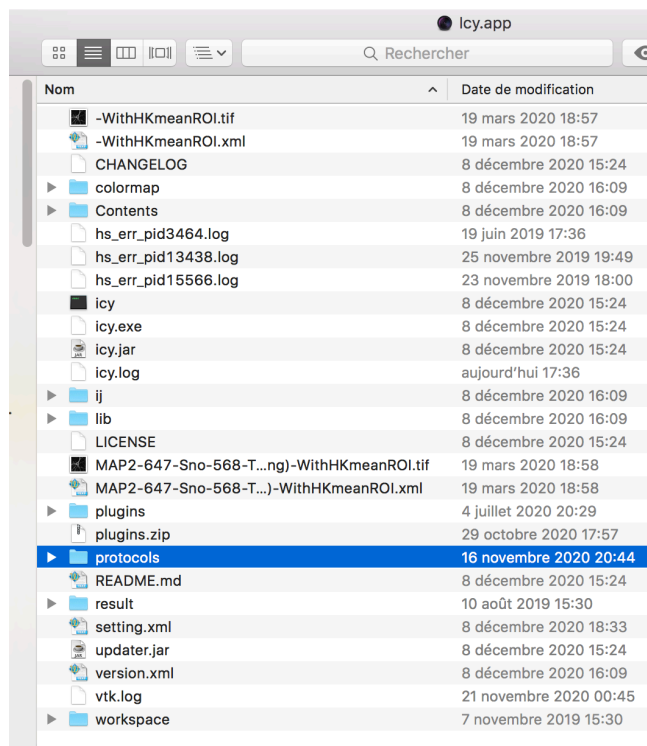 Icy.app
Rechercher
Nom Date de modification
-WithHKmeanROI.tif 19 mars 2020 18:57
-WithHKmeanROI.xml 19 mars 2020 18:57
CHANGELOG 8 décembre 2020 15:24
colormap 8 décembre 2020 16:09
Contents 8 décembre 2020 16:09
hs_err_pid3464.log 19 juin 2019 17:36
hs_err_pid13438.log 25 novembre 2019 19:49
hs_err_pid15566.log 23 novembre 2019 18:00
icy 8 décembre 2020 15:24
icy.exe 8 décembre 2020 15:24
icy.jar 8 décembre 2020 15:24
icy.log aujourd’hui 17:36
ij 8 décembre 2020 16:09
lib 8 décembre 2020 16:09
LICENSE 8 décembre 2020 15:24
MAP2-647-Sno-568-T...ng)-WithHKmeanROI.tif 19 mars 2020 18:58
MAP2-647-Sno-568-T...)-WithHKmeanROI.xml 19 mars 2020 18:58
plugins 4 juillet 2020 20:29
plugins.zip 29 octobre 2020 17:57
protocols 16 novembre 2020 20:44
README.md 8 décembre 2020 15:24
result 10 août 2019 15:30
setting.xml 8 décembre 2020 18:33
updater.jar 8 décembre 2020 15:24
version.xml 8 décembre 2020 16:09
vtk.log 21 novembre 2020 00:45
workspace 7 novembre 2019 15:30